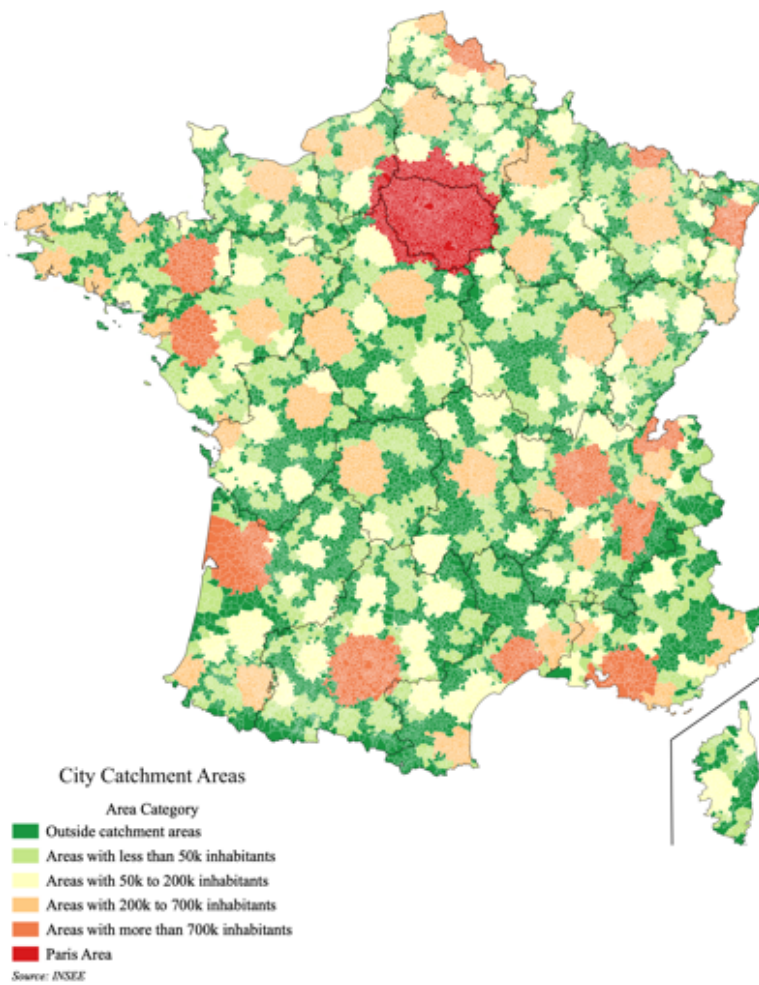 City Catchment Areas
Area Category
Outside catchment areas
Areas with less than 50k inhabitants
Areas with 50k to 200k inhabitants
Areas with 200k to 700k inhabitants
Areas with more than 700k inhabitants
Paris Area
Source: INSEE